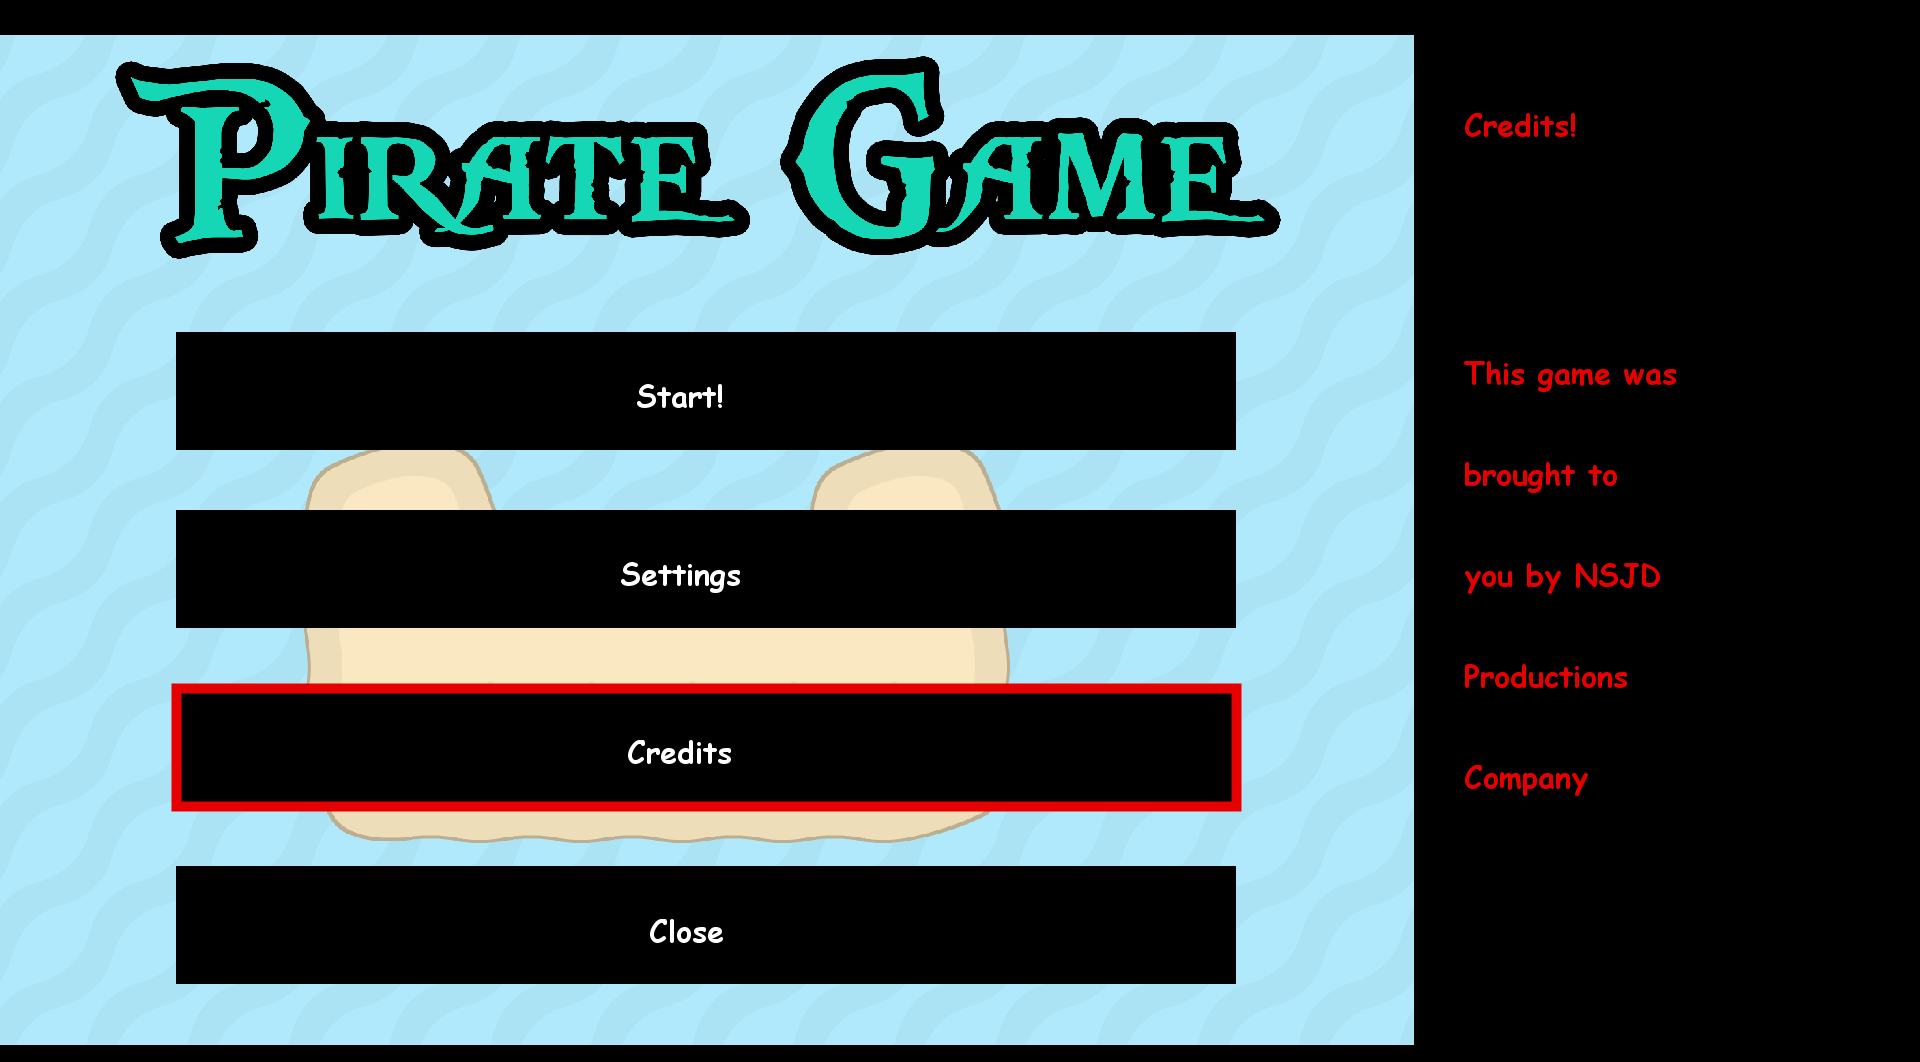 Pirate Game
Start!
Settings
Credits
Close
Credits!
This game was
brought to
you by NSJD
Productions
Company